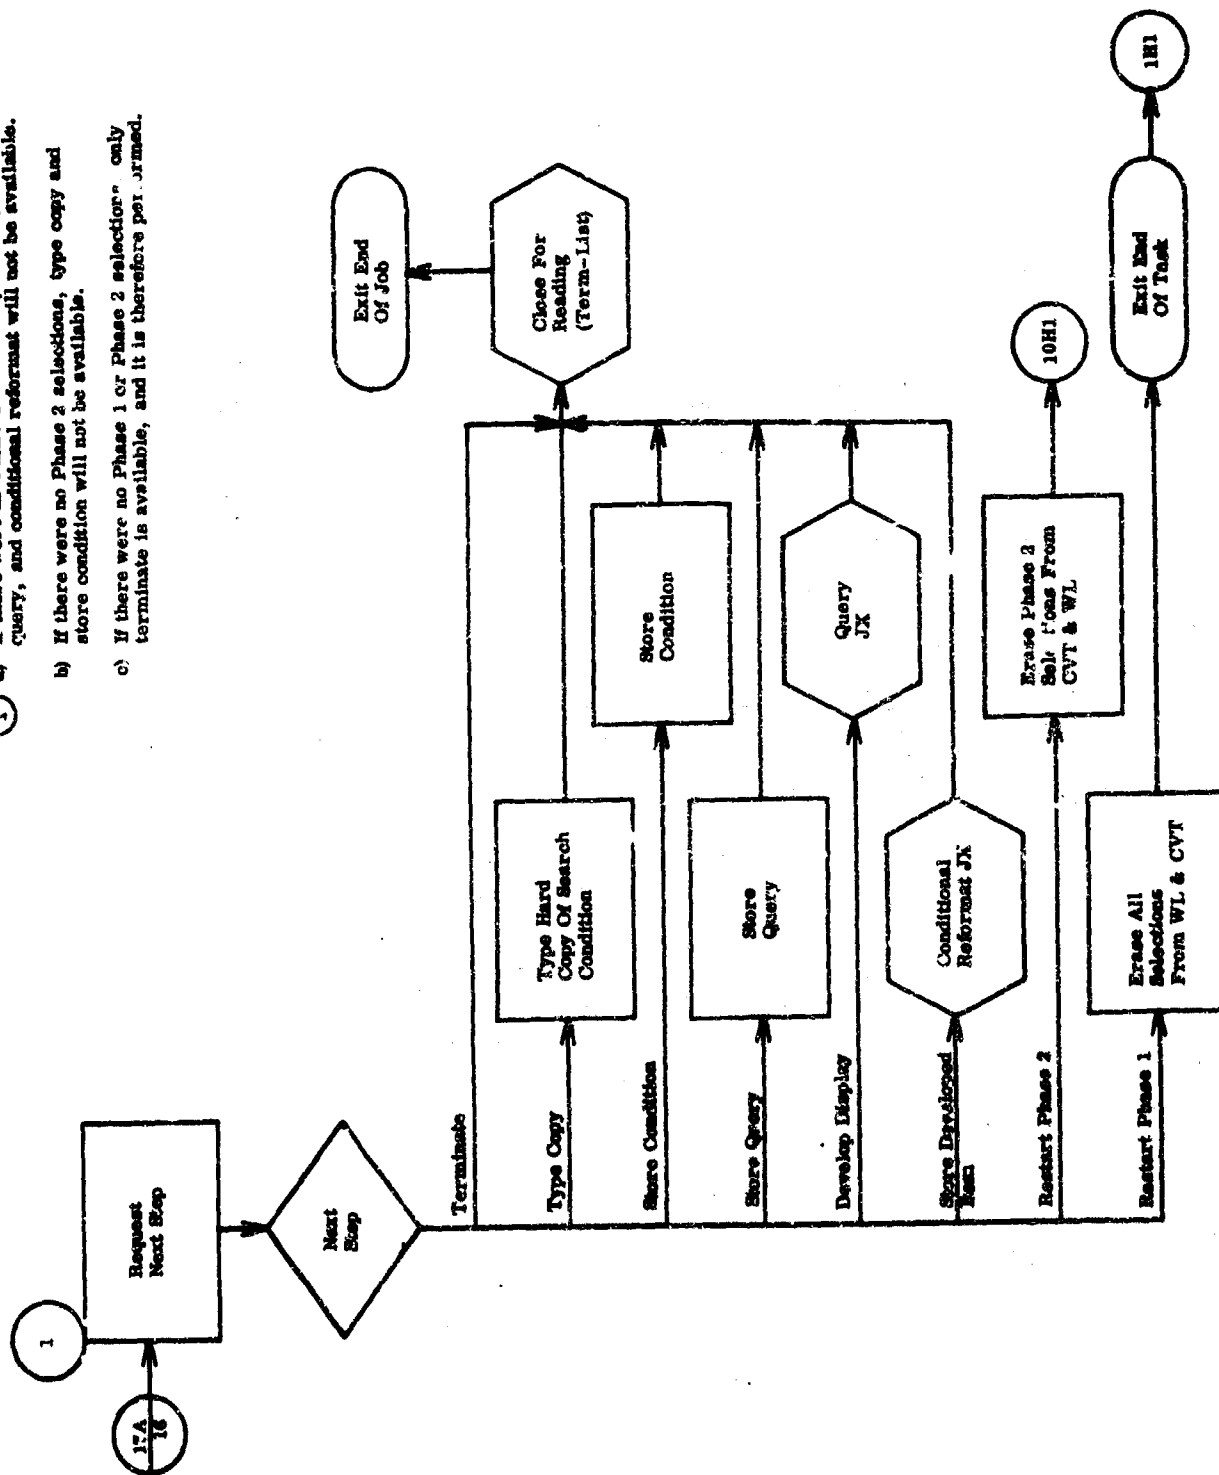 1
query, and conditional reformat will not be available.
b) If there were no Phase 2 selections, type copy and
store condition will not be available.
c) If there were no Phase 1 or Phase 2 selections only
terminate is available, and it is therefore performed.
17A
16
1
Request
Next Step
Next
Step
Terminate
Type Copy
Store Condition
Store Query
Develop Display
Store Developed
Restart Phase 2
Restart Phase 1
Type Hard
Copy Of Search
Condition
Store
Condition
Store
Query
Query
JX
Conditional
Reformat JX
Erase Phase 2
Selections From
CVT & WL
Erase All
Selections
From WL & CVT
Close For
Reading
(Term-List)
Exit End
Of Job
10H1
Exit End
Of Task
1H1